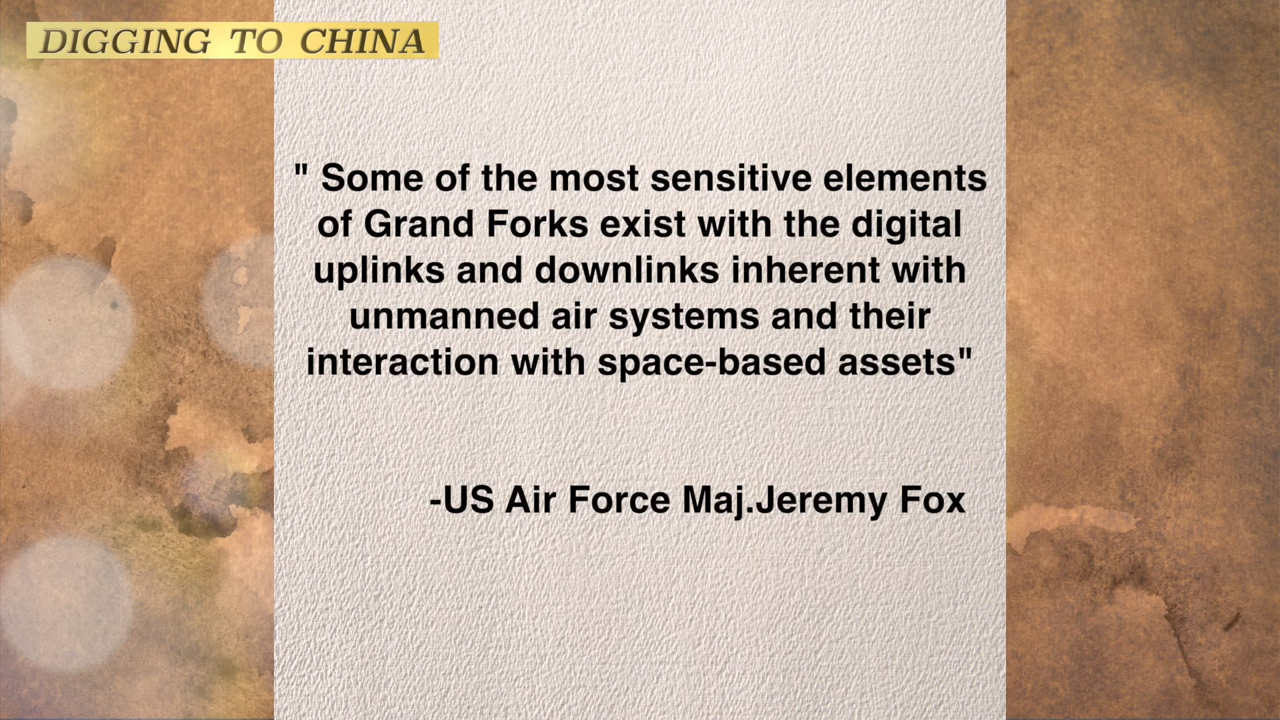 DIGGING TO CHINA
" Some of the most sensitive elements
of Grand Forks exist with the digital
uplinks and downlinks inherent with
unmanned air systems and their
interaction with space-based assets"
-US Air Force Maj.Jeremy Fox